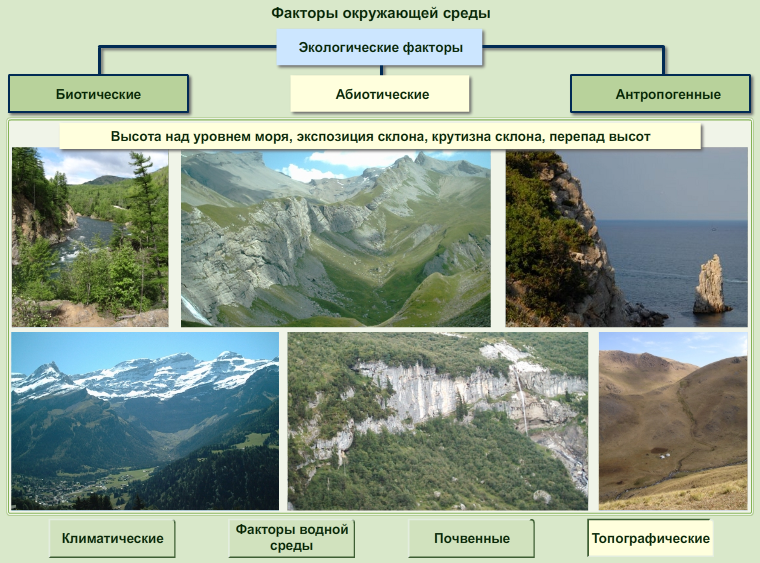 Факторы окружающей среды
Экологические факторы
Биотические
Абиотические
Антропогенные
Высота над уровнем моря, экспозиция склона, крутизна склона, перепад высот
Климатические
Факторы водной
среды
Почвенные
Топографические